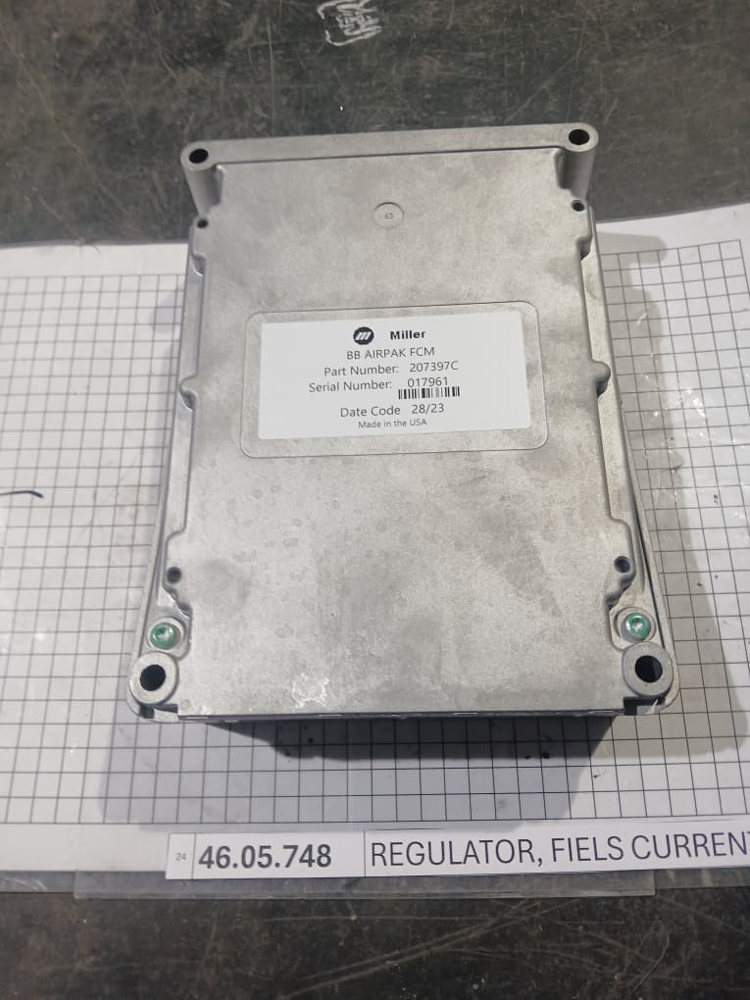 63
Miller
BB AIRPAK FCM
Part Number: 207397C
Serial Number: 017961
Date Code 28/23
Made in the USA
24 46.05.748 REGULATOR, FIELS CURRENT